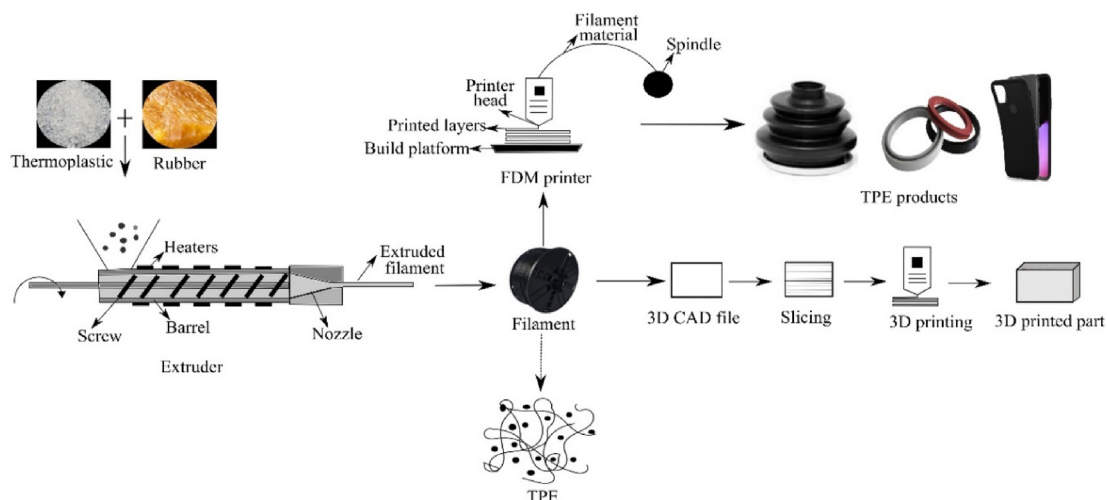 Filament
material
Spindle
Printer
head
Printed layers
Build platform
FDM printer
Thermoplastic
Rubber
TPE products
Heaters
Extruded
filament
Screw
Barrel
Nozzle
Extruder
Filament
3D CAD file
Slicing
3D printing
3D printed part
TPE